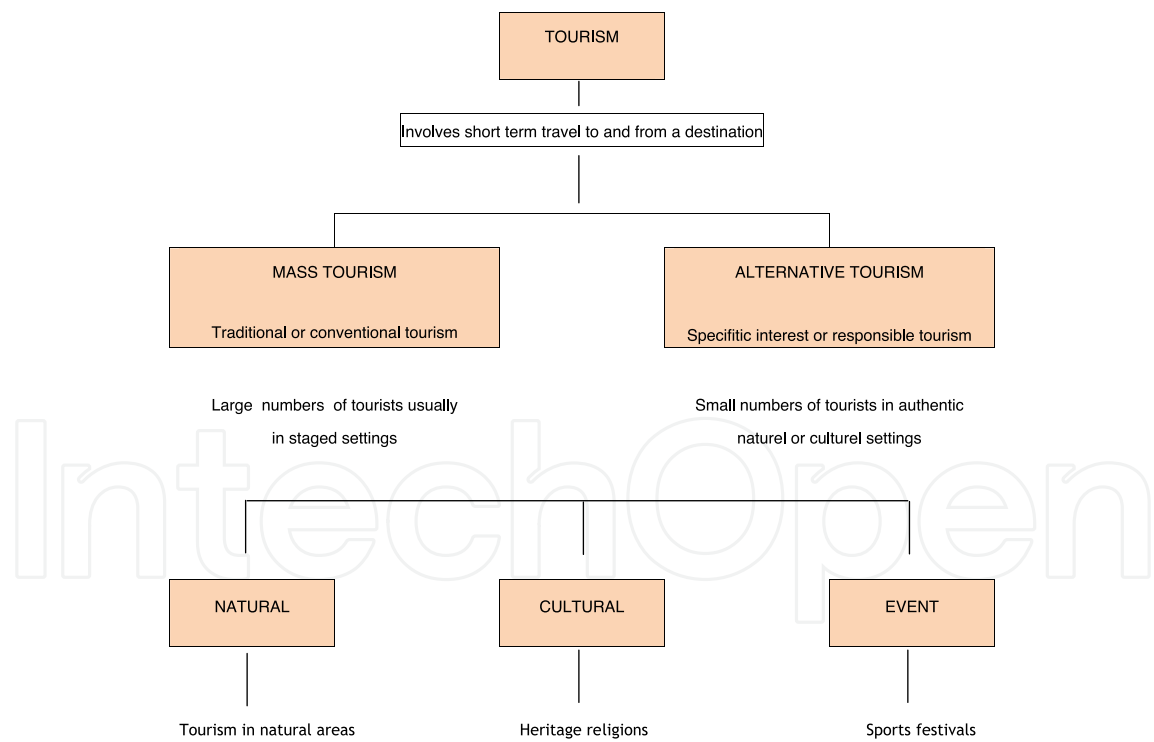 TOURISM
Involves short term travel to and from a destination
MASS TOURISM
Traditional or conventional tourism
ALTERNATIVE TOURISM
Specifitic interest or responsible tourism
Large numbers of tourists usually
in staged settings
Small numbers of tourists in authentic
naturel or culturel settings
IntechOpen
NATURAL
CULTURAL
EVENT
Tourism in natural areas
Heritage religions
Sports festivals